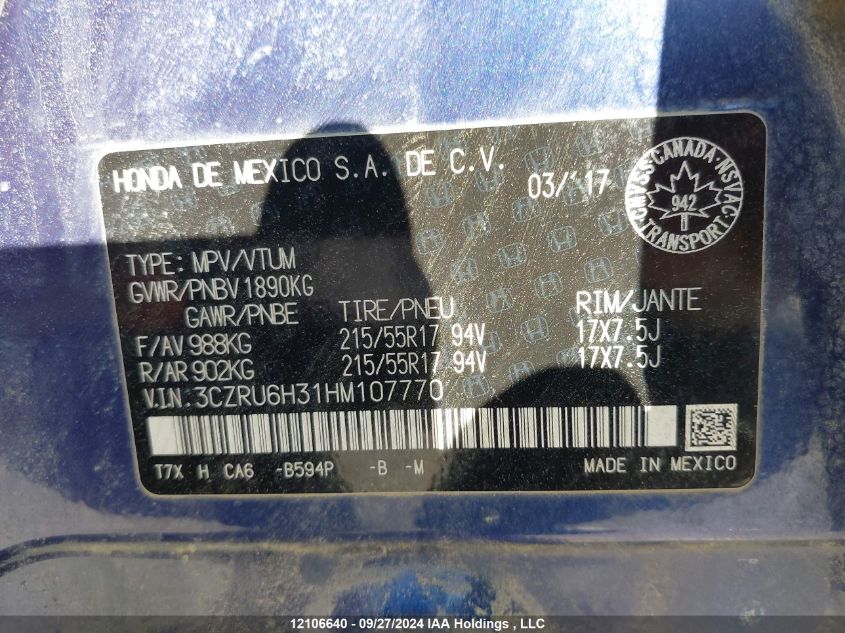 HONDA DE MEXICO S.A. DE C.V.
03/'17
CMVSS·CANADA·NSVAC
942
TRANSPORT
TYPE: MPV/VTUM
GVWR/PNBV 1890KG
GAWR/PNBE TIRE/PNEU RIM/JANTE
F/AV 988KG 215/55R17 94V 17X7.5J
R/AR 902KG 215/55R17 94V 17X7.5J
V.I.N.: 3CZRU6H31HM107770
T7X H CA6 -B594P -B -M MADE IN MEXICO
12106640 - 09/27/2024 IAA Holdings, LLC